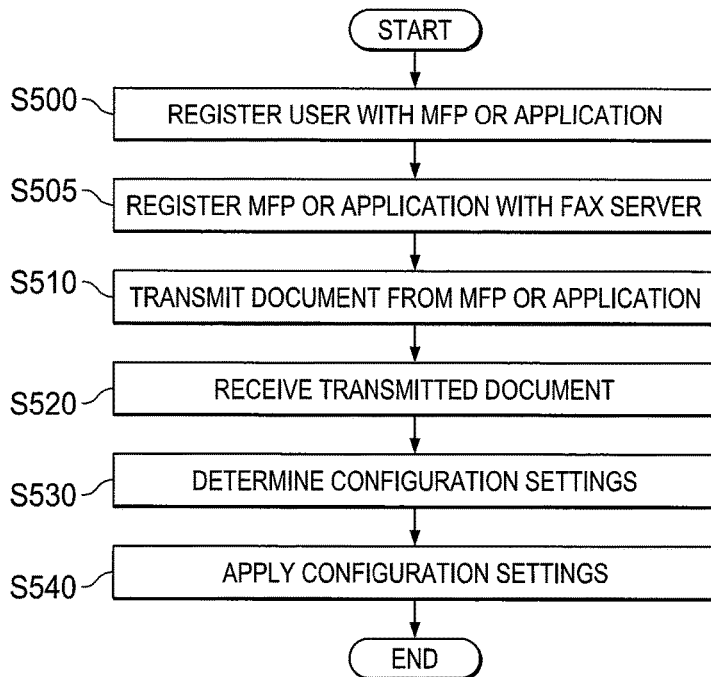 START
S500
REGISTER USER WITH MFP OR APPLICATION
S505
REGISTER MFP OR APPLICATION WITH FAX SERVER
S510
TRANSMIT DOCUMENT FROM MFP OR APPLICATION
S520
RECEIVE TRANSMITTED DOCUMENT
S530
DETERMINE CONFIGURATION SETTINGS
S540
APPLY CONFIGURATION SETTINGS
END